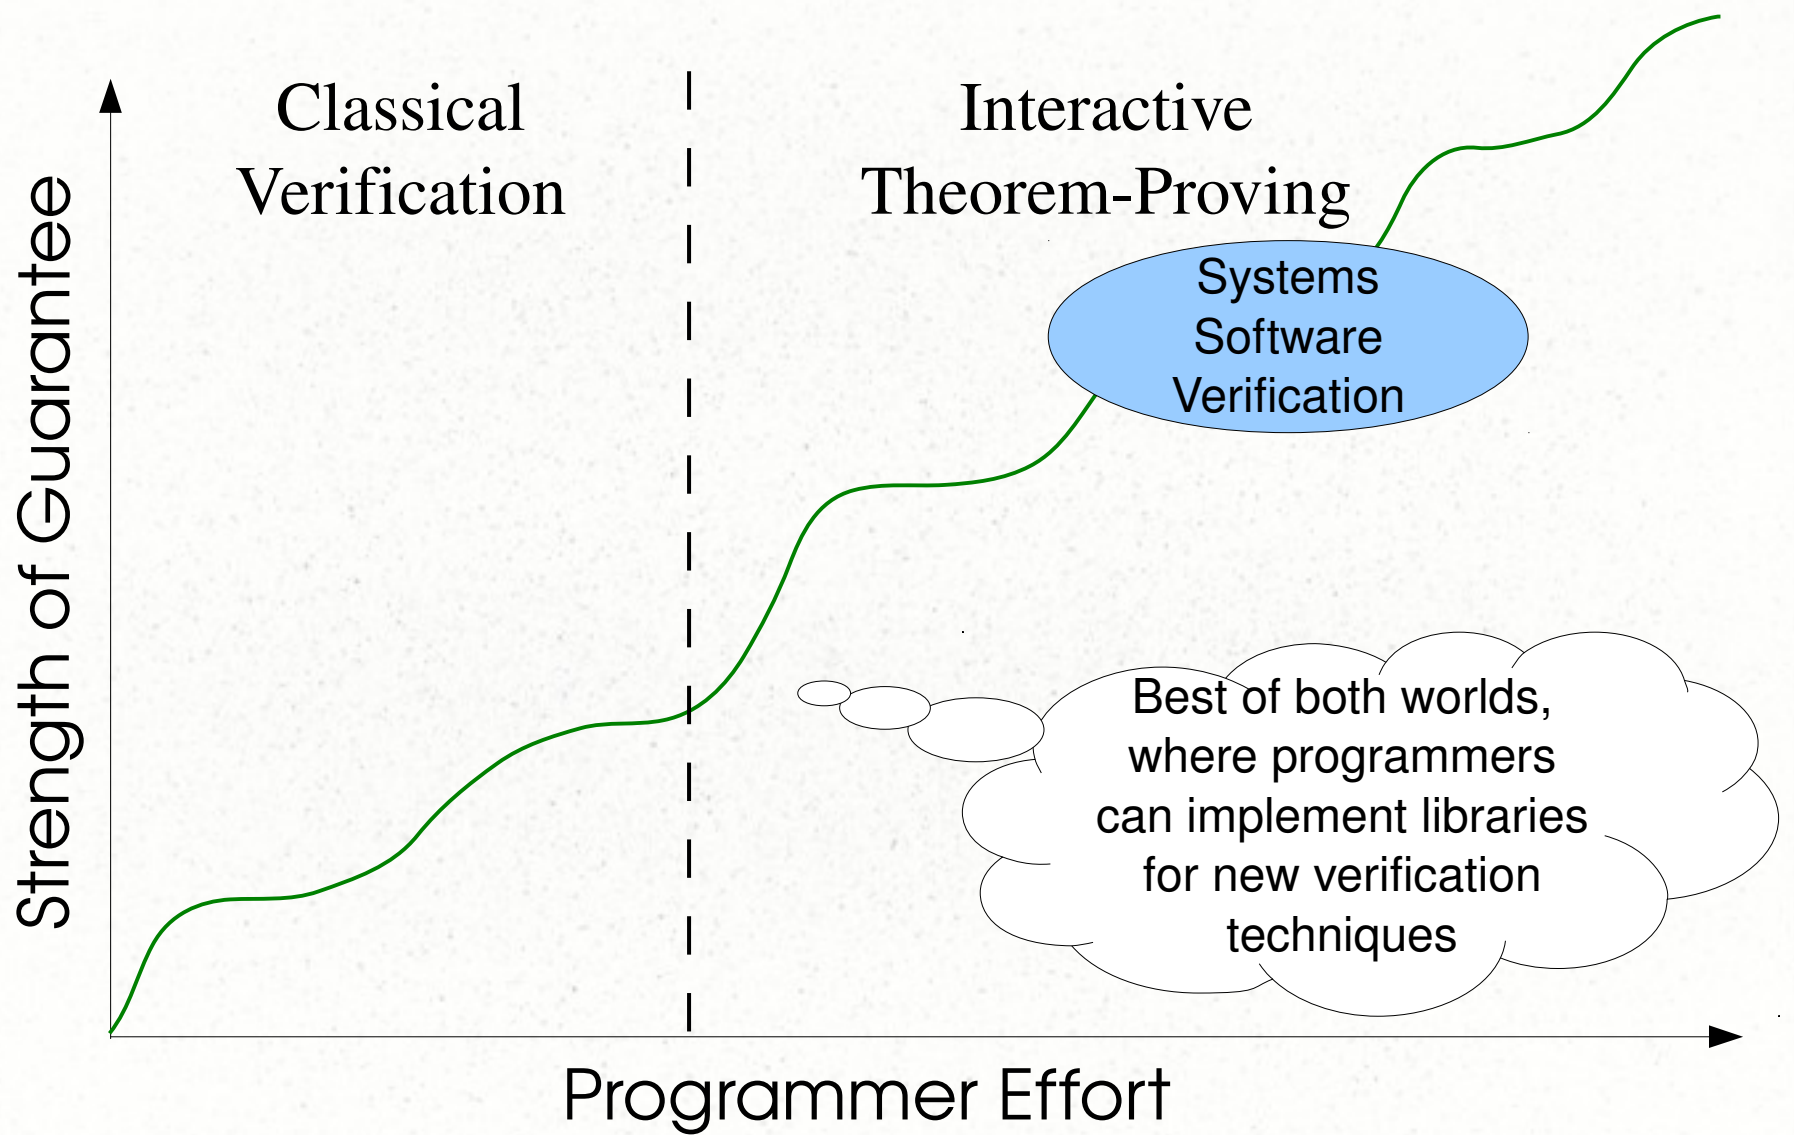 Classical
Verification
Interactive
Theorem-Proving
Strength of Guarantee
Systems
Software
Verification
Best of both worlds,
where programmers
can implement libraries
for new verification
techniques
Programmer Effort